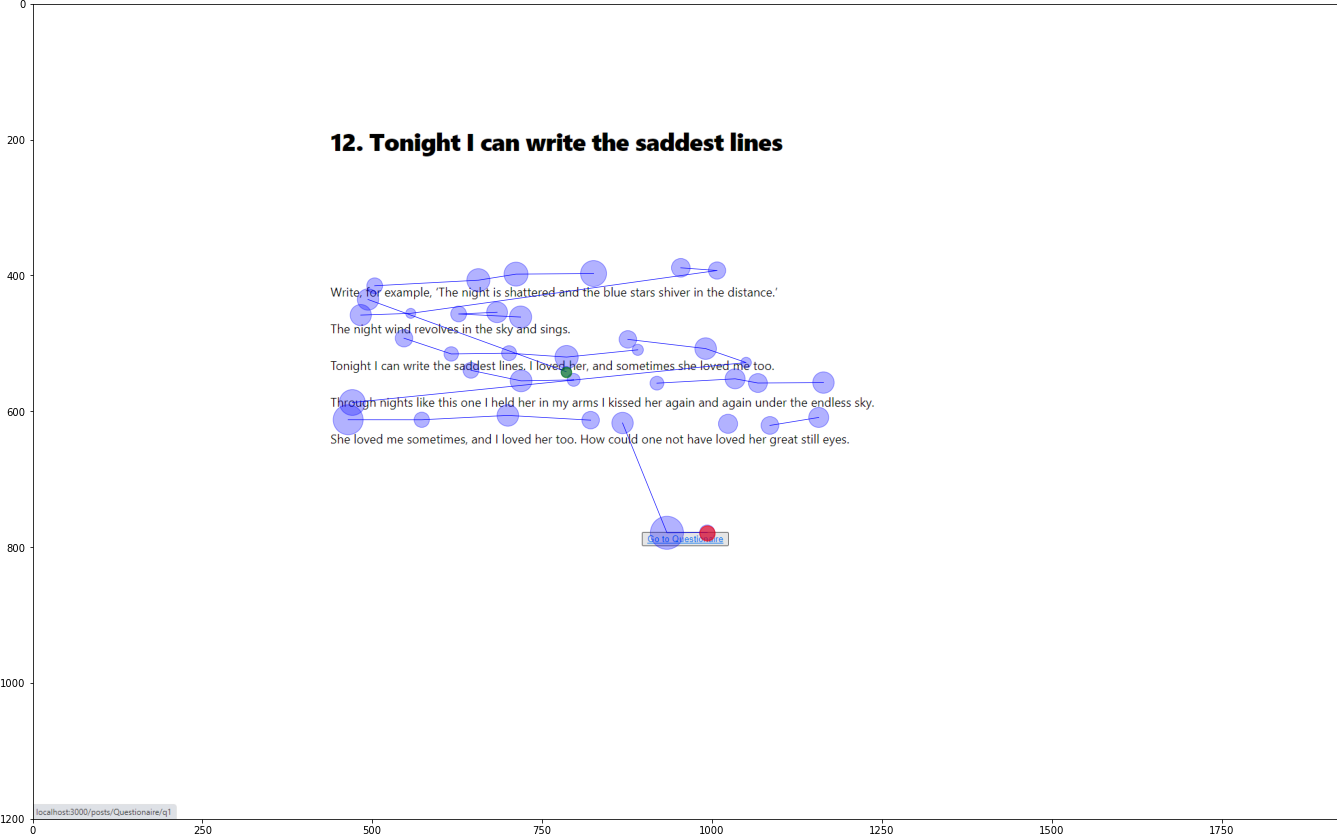 0
200
400
600
800
1000
1200
12. Tonight I can write the saddest lines
Write, for example, ‘The night is shattered and the blue stars shiver in the distance.’
The night wind revolves in the sky and sings.
Tonight I can write the saddest lines. I loved her, and sometimes she loved me too.
Through nights like this one I held her in my arms I kissed her again and again under the endless sky.
She loved me sometimes, and I loved her too. How could one not have loved her great still eyes.
Go to Questionaire
localhost:3000/posts/Questionaire/q1
0 250 500 750 1000 1250 1500 1750